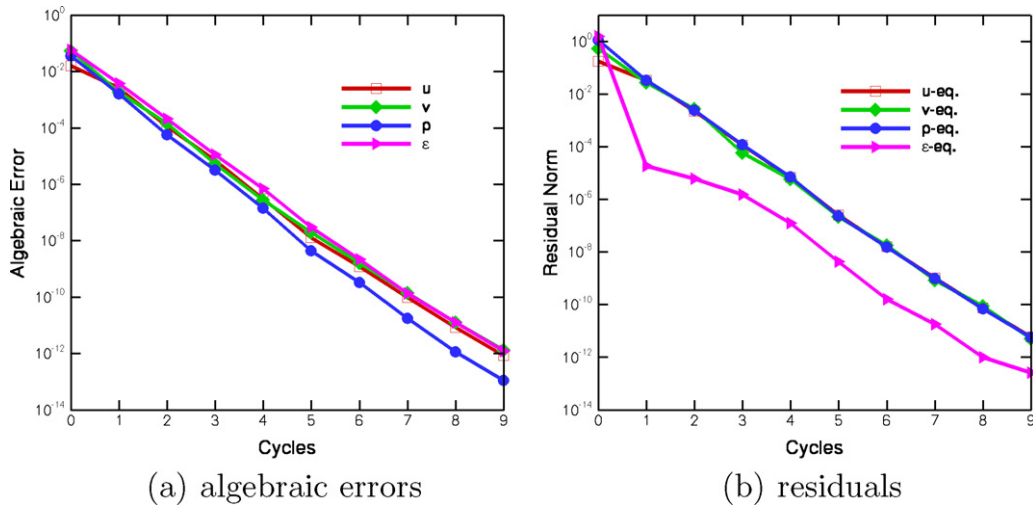 10^0
10^-2
10^-4
10^-6
10^-8
10^-10
10^-12
10^-14
Algebraic Error
u
v
p
ε
0 1 2 3 4 5 6 7 8 9
Cycles
(a) algebraic errors
10^0
10^-2
10^-4
10^-6
10^-8
10^-10
10^-12
10^-14
Residual Norm
u-eq.
v-eq.
p-eq.
ε-eq.
0 1 2 3 4 5 6 7 8 9
Cycles
(b) residuals